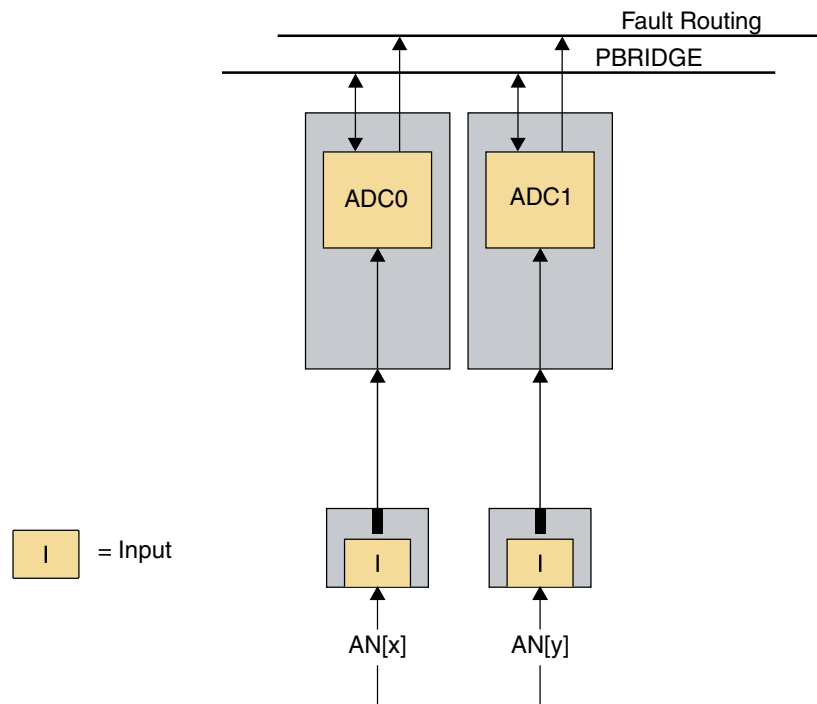 Fault Routing
PBRIDGE
ADC0
ADC1
I
= Input
I
I
AN[x]
AN[y]